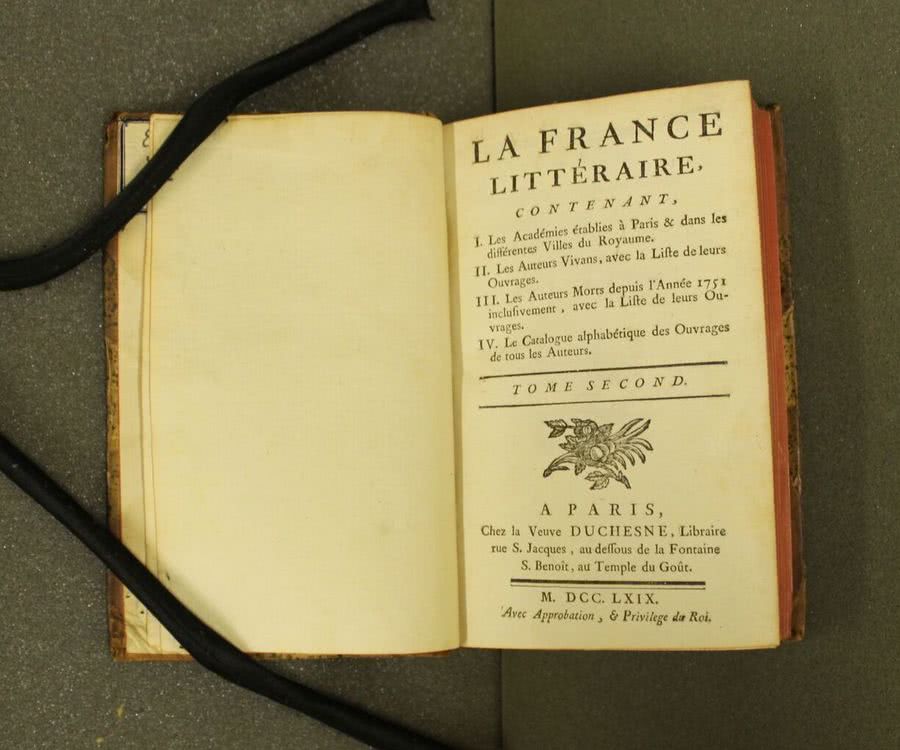 LA FRANCE
LITTÉRAIRE,
CONTENANT,
I. Les Académies établies à Paris & dans les
différentes Villes du Royaume.
II. Les Auteurs Vivans, avec la Liſte de leurs
Ouvrages.
III. Les Auteurs Morts depuis l'Année 1751
incluſivement, avec la Liſte de leurs Ou-
vrages.
IV. Le Catalogue alphabétique des Ouvrages
de tous les Auteurs.
TOME SECOND.
A PARIS,
Chez la Veuve DUCHESNE, Libraire
rue S. Jacques, au deſſous de la Fontaine
S. Benoît, au Temple du Goût.
M. DCC. LXIX.
Avec Approbation, & Privilege du Roi.